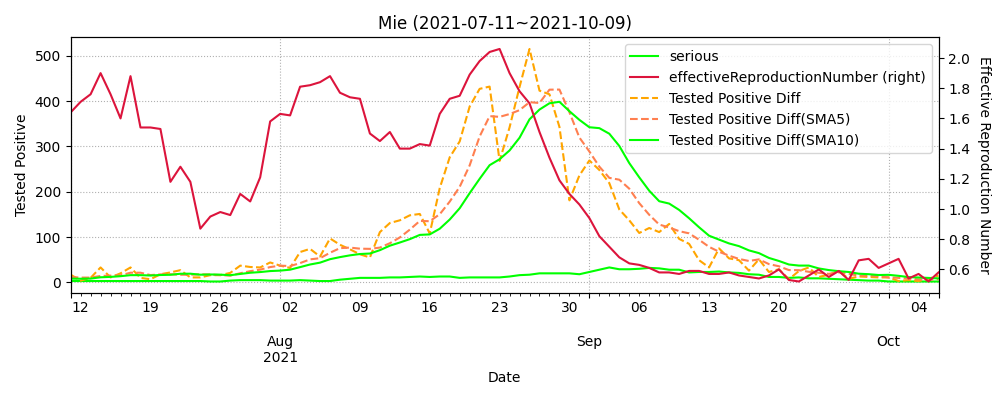 Mie (2021-07-11~2021-10-09)
serious
effectiveReproductionNumber (right)
Tested Positive Diff
Tested Positive Diff(SMA5)
Tested Positive Diff(SMA10)
Tested Positive
500
400
300
200
100
0
2.0
1.8
1.6
1.4
1.2
1.0
0.8
0.6
Effective Reproduction Number
12 19 02 09 16 23 30 06 13 20 27 04
Aug Sep Oct
2021
Date